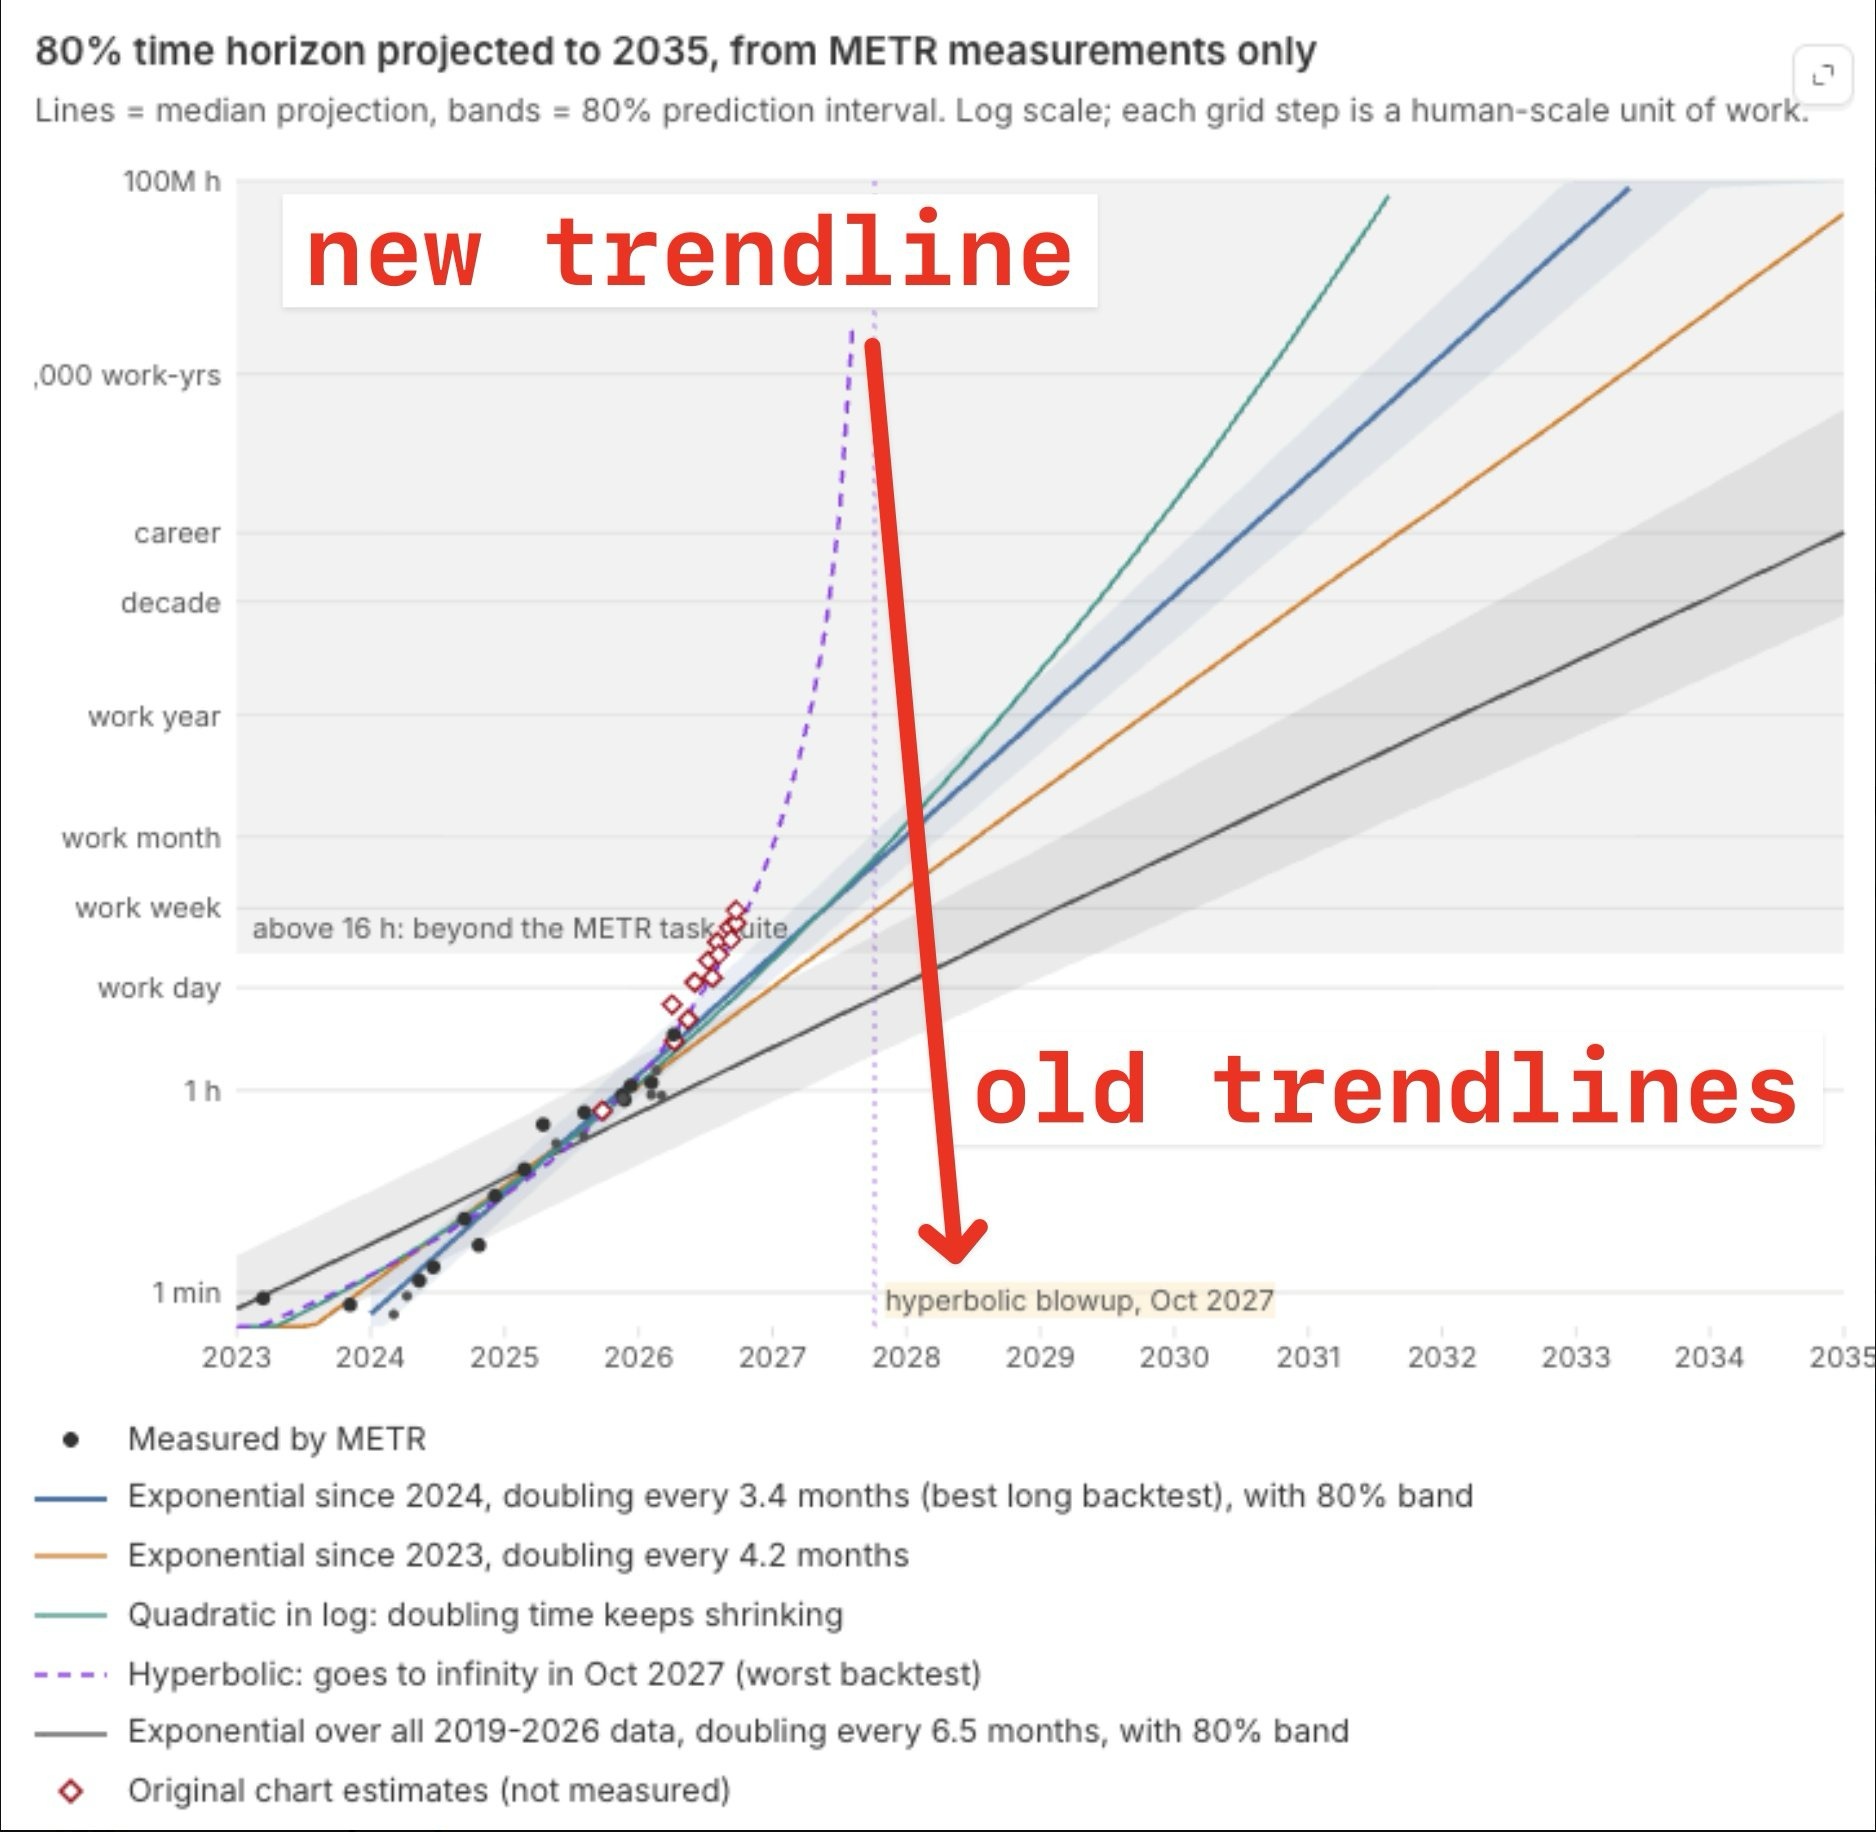 80% time horizon projected to 2035, from METR measurements only
Lines = median projection, bands = 80% prediction interval. Log scale; each grid step is a human-scale unit of work.
100M h
new trendline
,000 work-yrs
career
decade
work year
work month
work week
above 16 h: beyond the METR task uite
work day
old trendlines
1 h
1 min
hyperbolic blowup, Oct 2027
2023 2024 2025 2026 2027 2028 2029 2030 2031 2032 2033 2034 2035
Measured by METR
Exponential since 2024, doubling every 3.4 months (best long backtest), with 80% band
Exponential since 2023, doubling every 4.2 months
Quadratic in log: doubling time keeps shrinking
Hyperbolic: goes to infinity in Oct 2027 (worst backtest)
Exponential over all 2019-2026 data, doubling every 6.5 months, with 80% band
Original chart estimates (not measured)